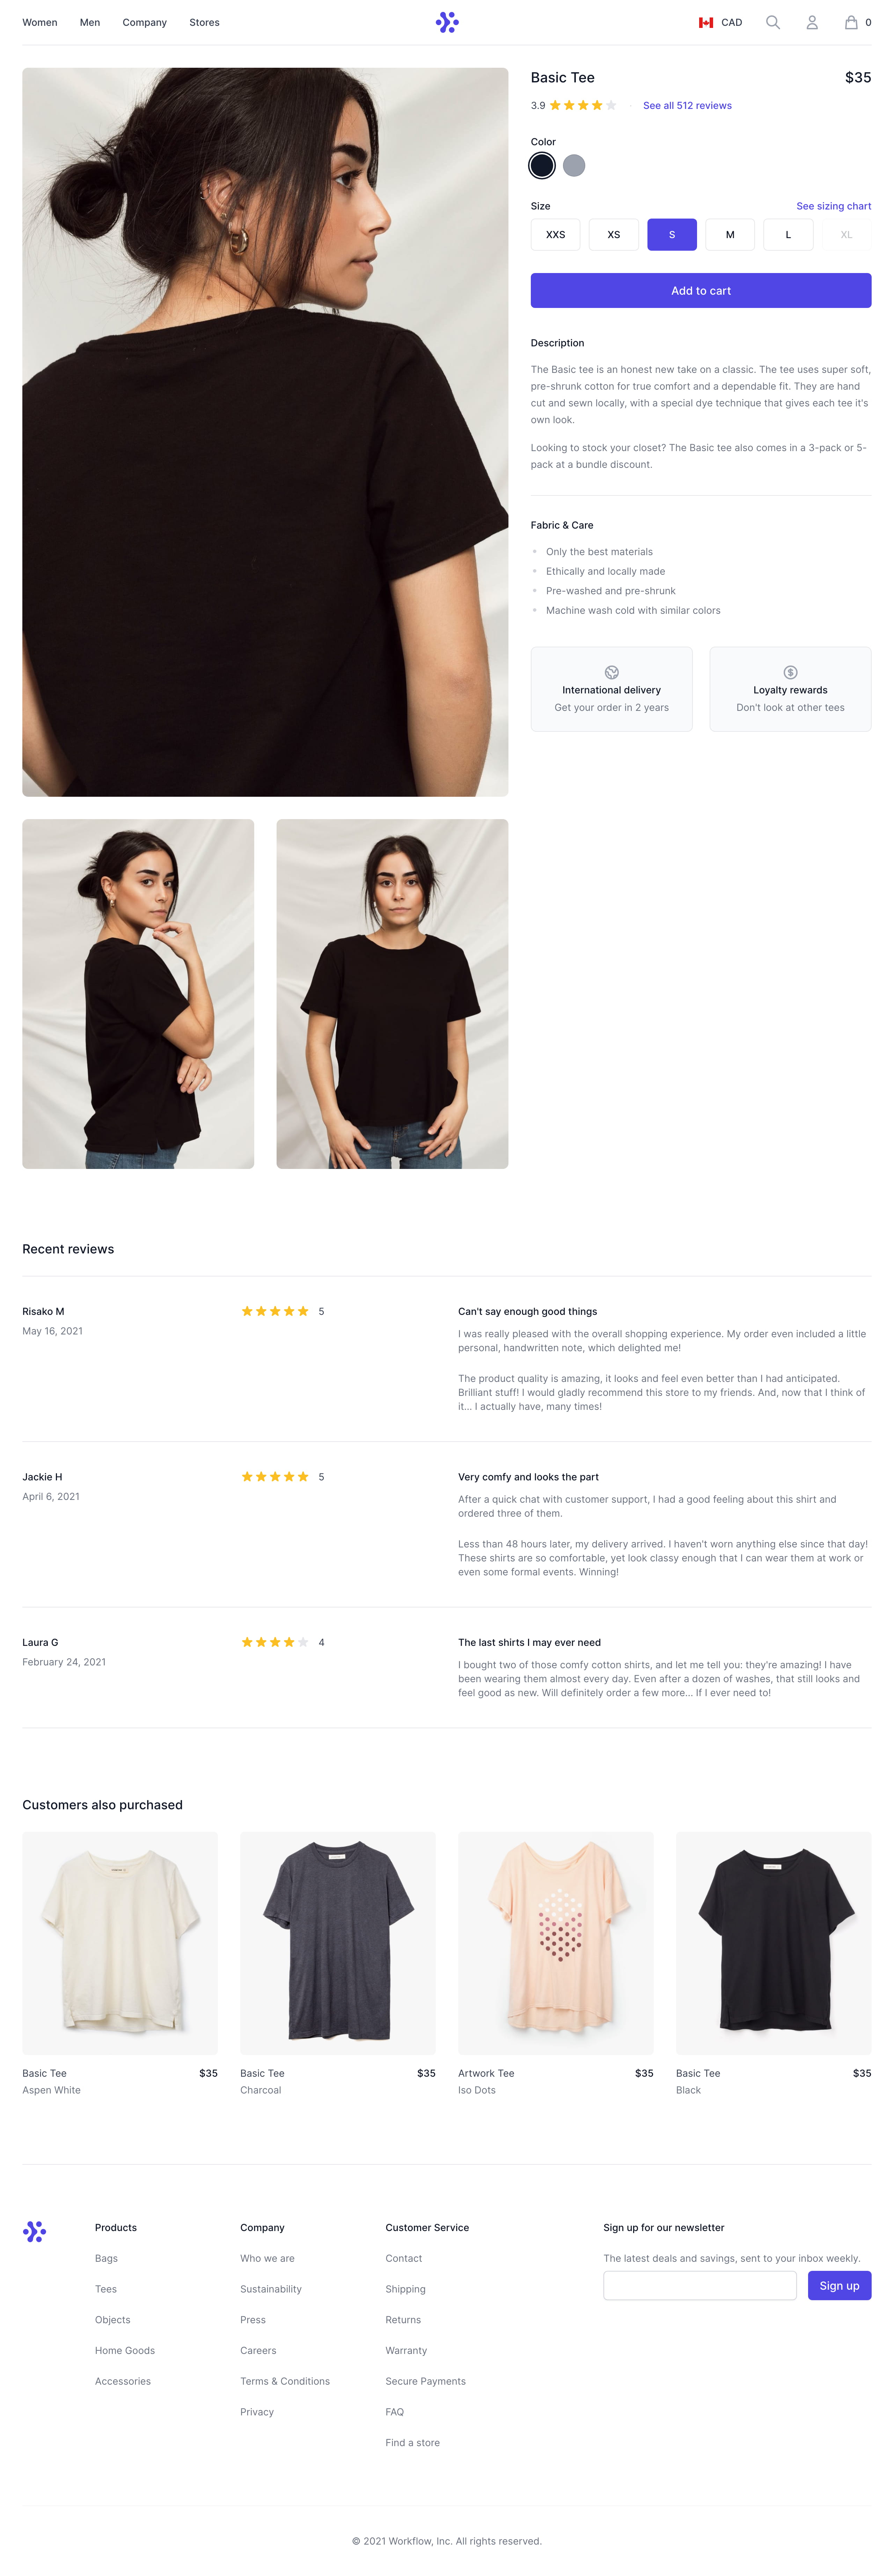 Women Men Company Stores CAD 0
Basic Tee $35
3.9 · See all 512 reviews
Color
Size See sizing chart
XXS XS S M L XL
Add to cart
Description
The Basic tee is an honest new take on a classic. The tee uses super soft,
pre-shrunk cotton for true comfort and a dependable fit. They are hand
cut and sewn locally, with a special dye technique that gives each tee it's
own look.
Looking to stock your closet? The Basic tee also comes in a 3-pack or 5-
pack at a bundle discount.
Fabric & Care
Only the best materials
Ethically and locally made
Pre-washed and pre-shrunk
Machine wash cold with similar colors
International delivery
Get your order in 2 years
Loyalty rewards
Don't look at other tees
Recent reviews
Risako M
May 16, 2021
5
Can't say enough good things
I was really pleased with the overall shopping experience. My order even included a little
personal, handwritten note, which delighted me!
The product quality is amazing, it looks and feel even better than I had anticipated.
Brilliant stuff! I would gladly recommend this store to my friends. And, now that I think of
it... I actually have, many times!
Jackie H
April 6, 2021
5
Very comfy and looks the part
After a quick chat with customer support, I had a good feeling about this shirt and
ordered three of them.
Less than 48 hours later, my delivery arrived. I haven't worn anything else since that day!
These shirts are so comfortable, yet look classy enough that I can wear them at work or
even some formal events. Winning!
Laura G
February 24, 2021
4
The last shirts I may ever need
I bought two of those comfy cotton shirts, and let me tell you: they're amazing! I have
been wearing them almost every day. Even after a dozen of washes, that still looks and
feel good as new. Will definitely order a few more... If I ever need to!
Customers also purchased
Basic Tee $35
Aspen White
Basic Tee $35
Charcoal
Artwork Tee $35
Iso Dots
Basic Tee $35
Black
Products
Bags
Tees
Objects
Home Goods
Accessories
Company
Who we are
Sustainability
Press
Careers
Terms & Conditions
Privacy
Customer Service
Contact
Shipping
Returns
Warranty
Secure Payments
FAQ
Find a store
Sign up for our newsletter
The latest deals and savings, sent to your inbox weekly.
Sign up
© 2021 Workflow, Inc. All rights reserved.